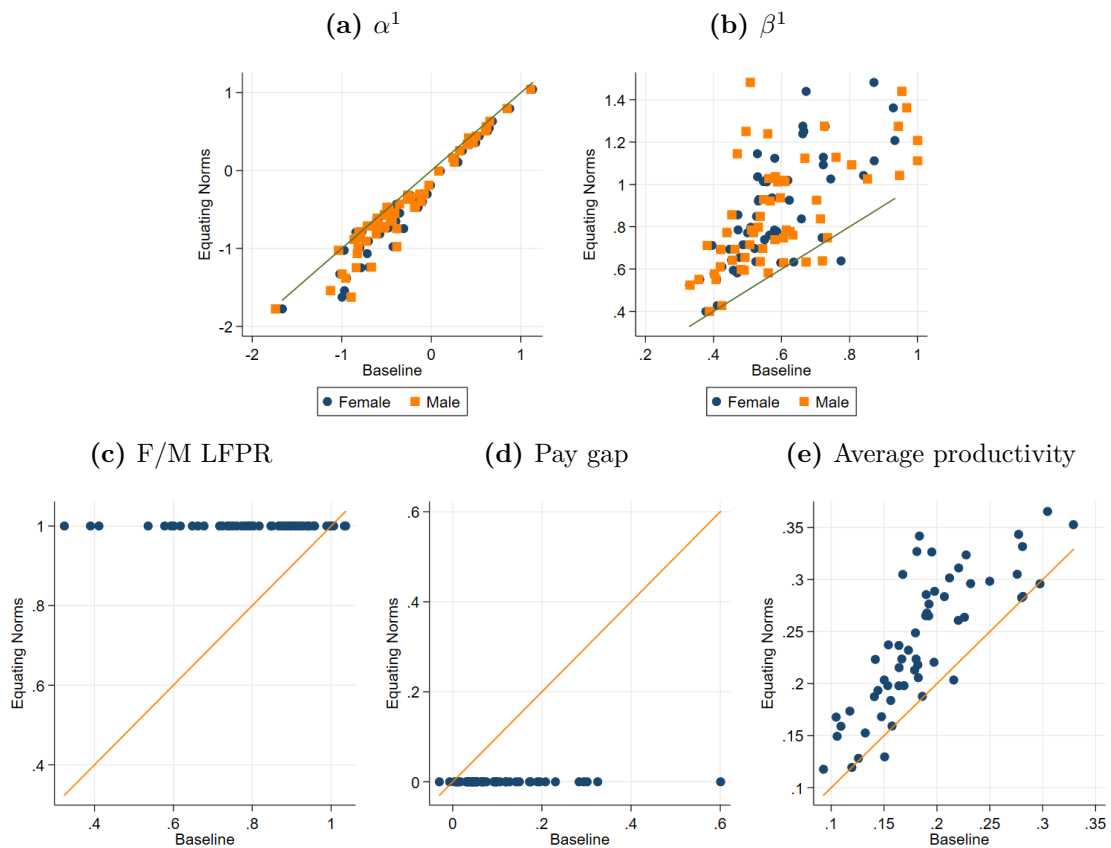 (a) α¹
(b) β¹
Equating Norms
1
0
-1
-2
-2
-1
0
1
Baseline
Female
Male
Equating Norms
1.4
1.2
1
.8
.6
.4
.2
.4
.6
.8
1
Baseline
Female
Male
(c) F/M LFPR
(d) Pay gap
(e) Average productivity
Equating Norms
1
.8
.6
.4
.4
.6
.8
1
Baseline
Equating Norms
.6
.4
.2
0
0
.2
.4
.6
Baseline
Equating Norms
.35
.3
.25
.2
.15
.1
.1
.15
.2
.25
.3
.35
Baseline